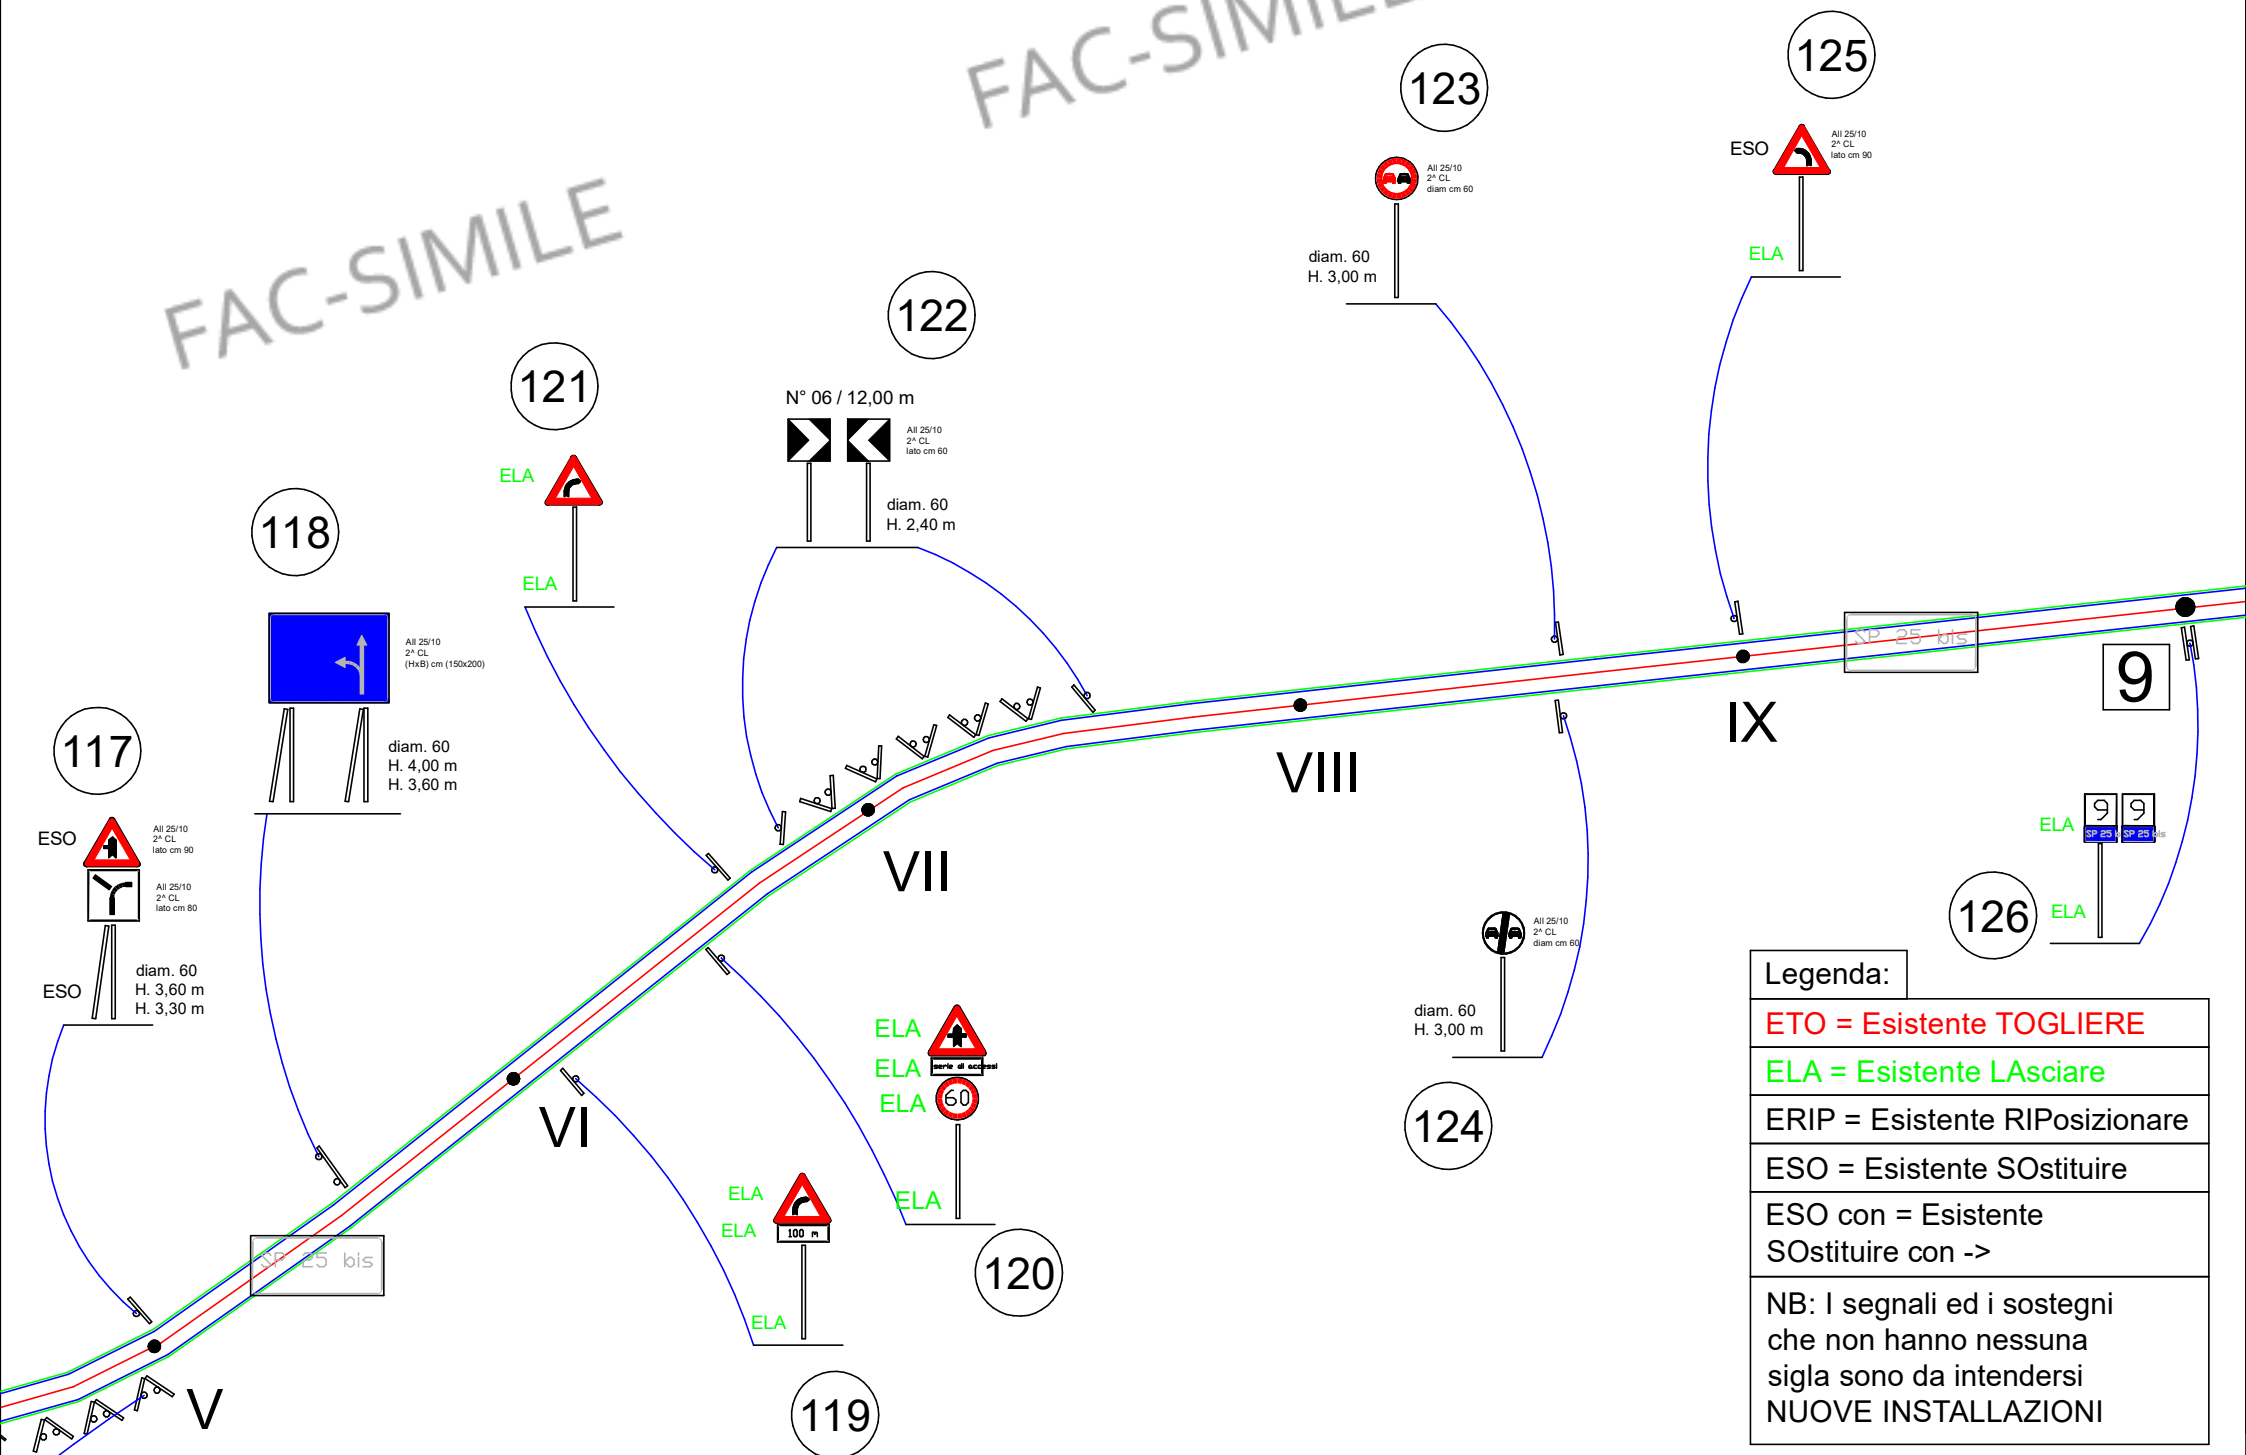 FAC-SIMILE
FAC-SIMILE
125
ESO
All 25/10
2^ CL
lato cm 90
ELA
123
All 25/10
2^ CL
diam cm 60
diam. 60
H. 3,00 m
122
N° 06 / 12,00 m
All 25/10
2^ CL
lato cm 60
diam. 60
H. 2,40 m
121
ELA
ELA
118
All 25/10
2^ CL
(HxB) cm (150x200)
diam. 60
H. 4,00 m
H. 3,60 m
117
ESO
All 25/10
2^ CL
lato cm 90
All 25/10
2^ CL
lato cm 80
ESO
diam. 60
H. 3,60 m
H. 3,30 m
SP 25 bis
9
IX
VIII
VII
VI
V
SP 25 bis
ELA
9 9
SP 25 SP 25 bis
ELA
126
All 25/10
2^ CL
diam cm 60
diam. 60
H. 3,00 m
124
ELA
ELA
serie di accessi
ELA
60
ELA
120
ELA
ELA
100 m
ELA
119
Legenda:
ETO = Esistente TOGLIERE
ELA = Esistente LAsciare
ERIP = Esistente RIPosizionare
ESO = Esistente SOstituire
ESO con = Esistente
SOstituire con ->
NB: I segnali ed i sostegni
che non hanno nessuna
sigla sono da intendersi
NUOVE INSTALLAZIONI